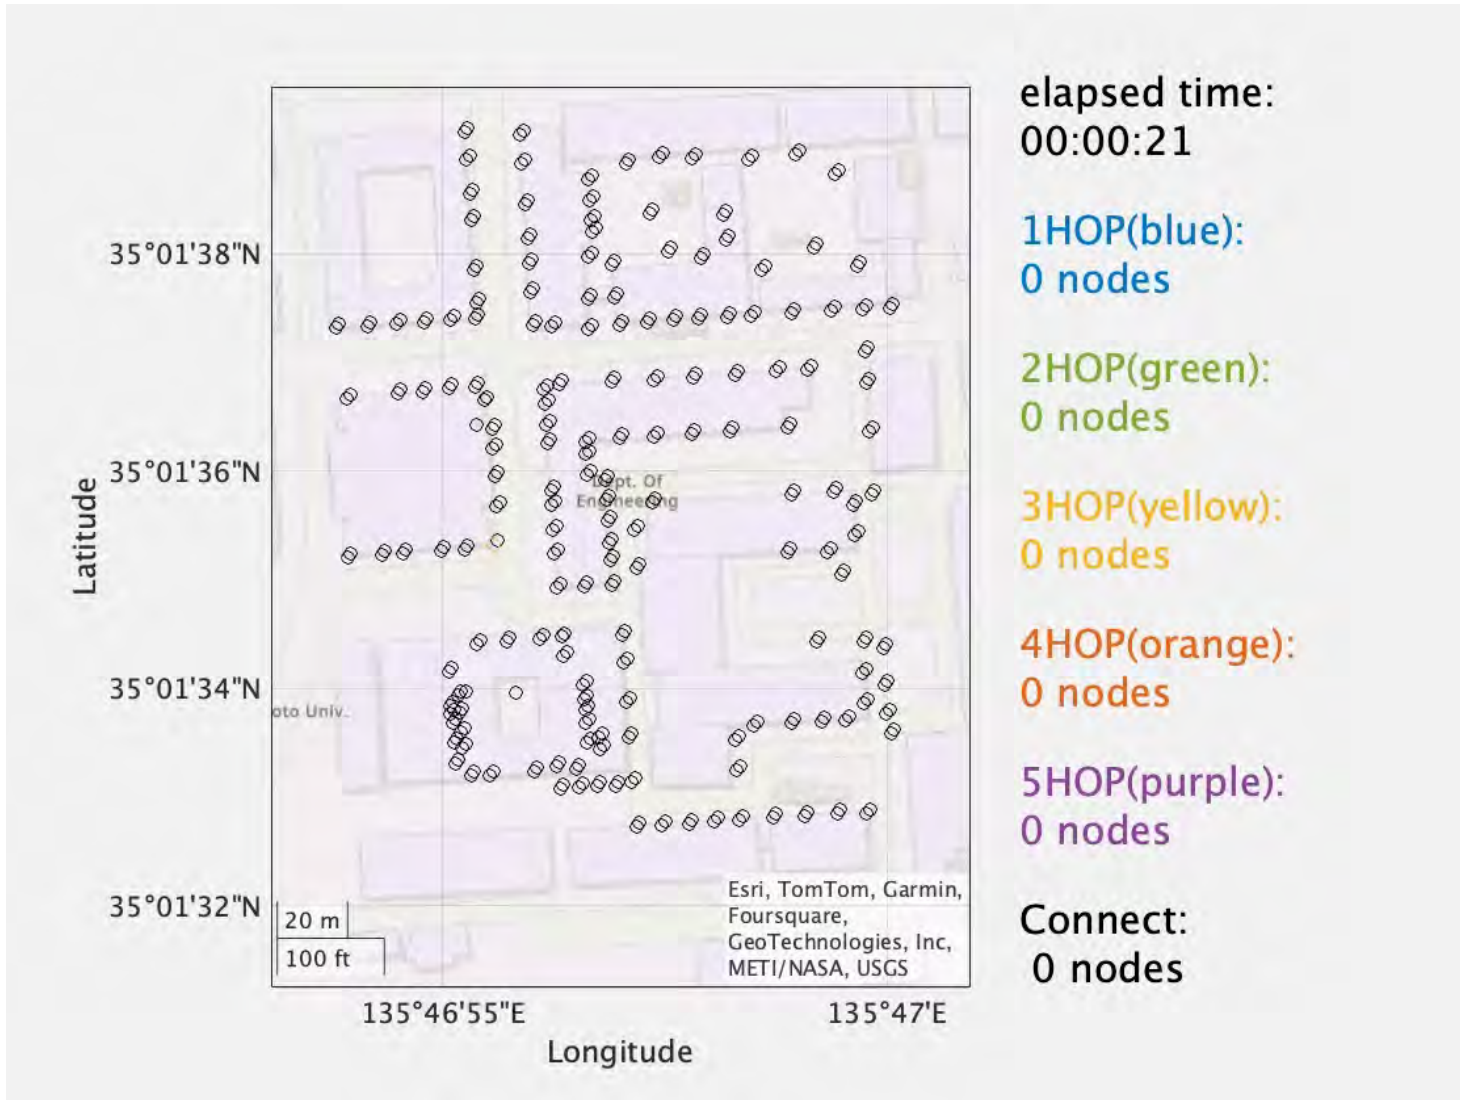 elapsed time:
00:00:21
1HOP(blue):
0 nodes
2HOP(green):
0 nodes
3HOP(yellow):
0 nodes
4HOP(orange):
0 nodes
5HOP(purple):
0 nodes
Connect:
0 nodes
Latitude
35°01'38"N
35°01'36"N
35°01'34"N
35°01'32"N
Dept. Of
Engineering
oto Univ.
20 m
100 ft
Esri, TomTom, Garmin,
Foursquare,
GeoTechnologies, Inc,
METI/NASA, USGS
135°46'55"E
135°47'E
Longitude